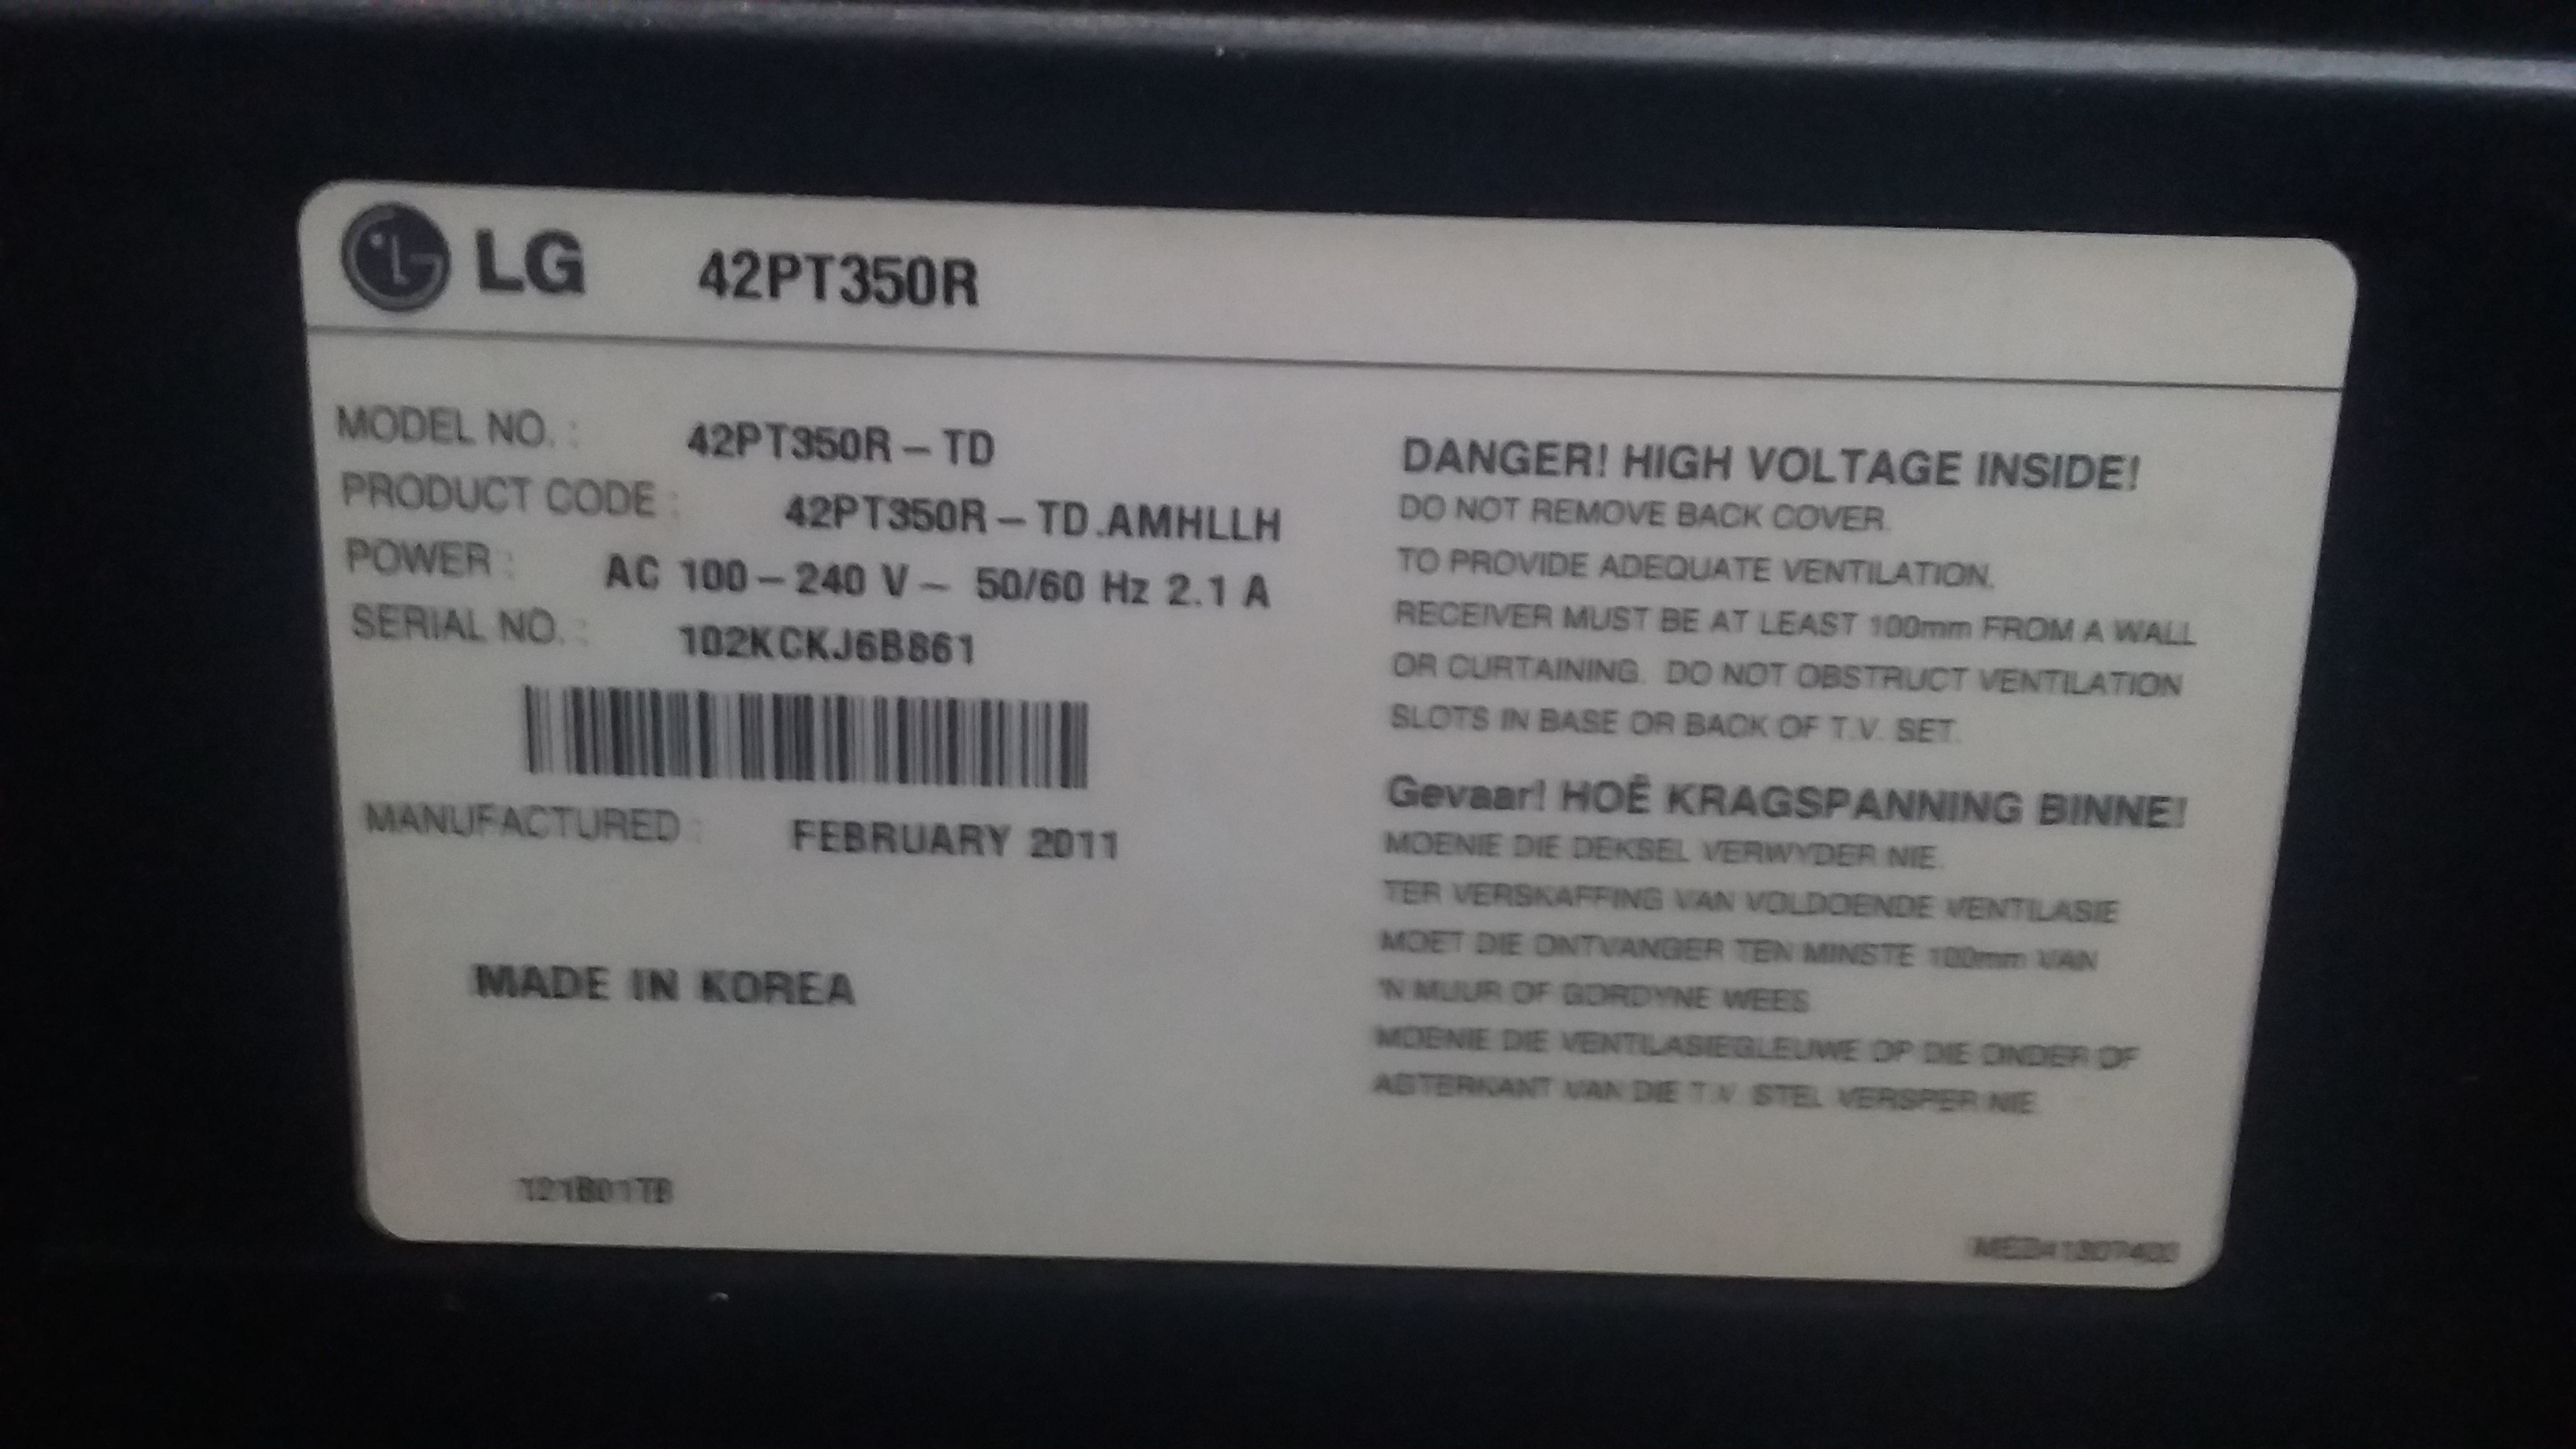 LG 42PT350R
MODEL NO. : 42PT350R – TD
PRODUCT CODE : 42PT350R – TD.AMHLLH
POWER : AC 100 – 240 V ~ 50/60 Hz 2.1 A
SERIAL NO. : 102KCKJ6B861
MANUFACTURED : FEBRUARY 2011
MADE IN KOREA
121B01TB
DANGER! HIGH VOLTAGE INSIDE!
DO NOT REMOVE BACK COVER.
TO PROVIDE ADEQUATE VENTILATION,
RECEIVER MUST BE AT LEAST 100mm FROM A WALL
OR CURTAINING. DO NOT OBSTRUCT VENTILATION
SLOTS IN BASE OR BACK OF T.V. SET.
Gevaar! HOË KRAGSPANNING BINNE!
MOENIE DIE DEKSEL VERWYDER NIE.
TER VERSKAFFING VAN VOLDOENDE VENTILASIE
MOET DIE ONTVANGER TEN MINSTE 100mm VAN
'N MUUR OF GORDYNE WEES
MOENIE DIE VENTILASIEGLEUWE OP DIE ONDER OF
AGTERKANT VAN DIE T.V. STEL VERSPER NIE